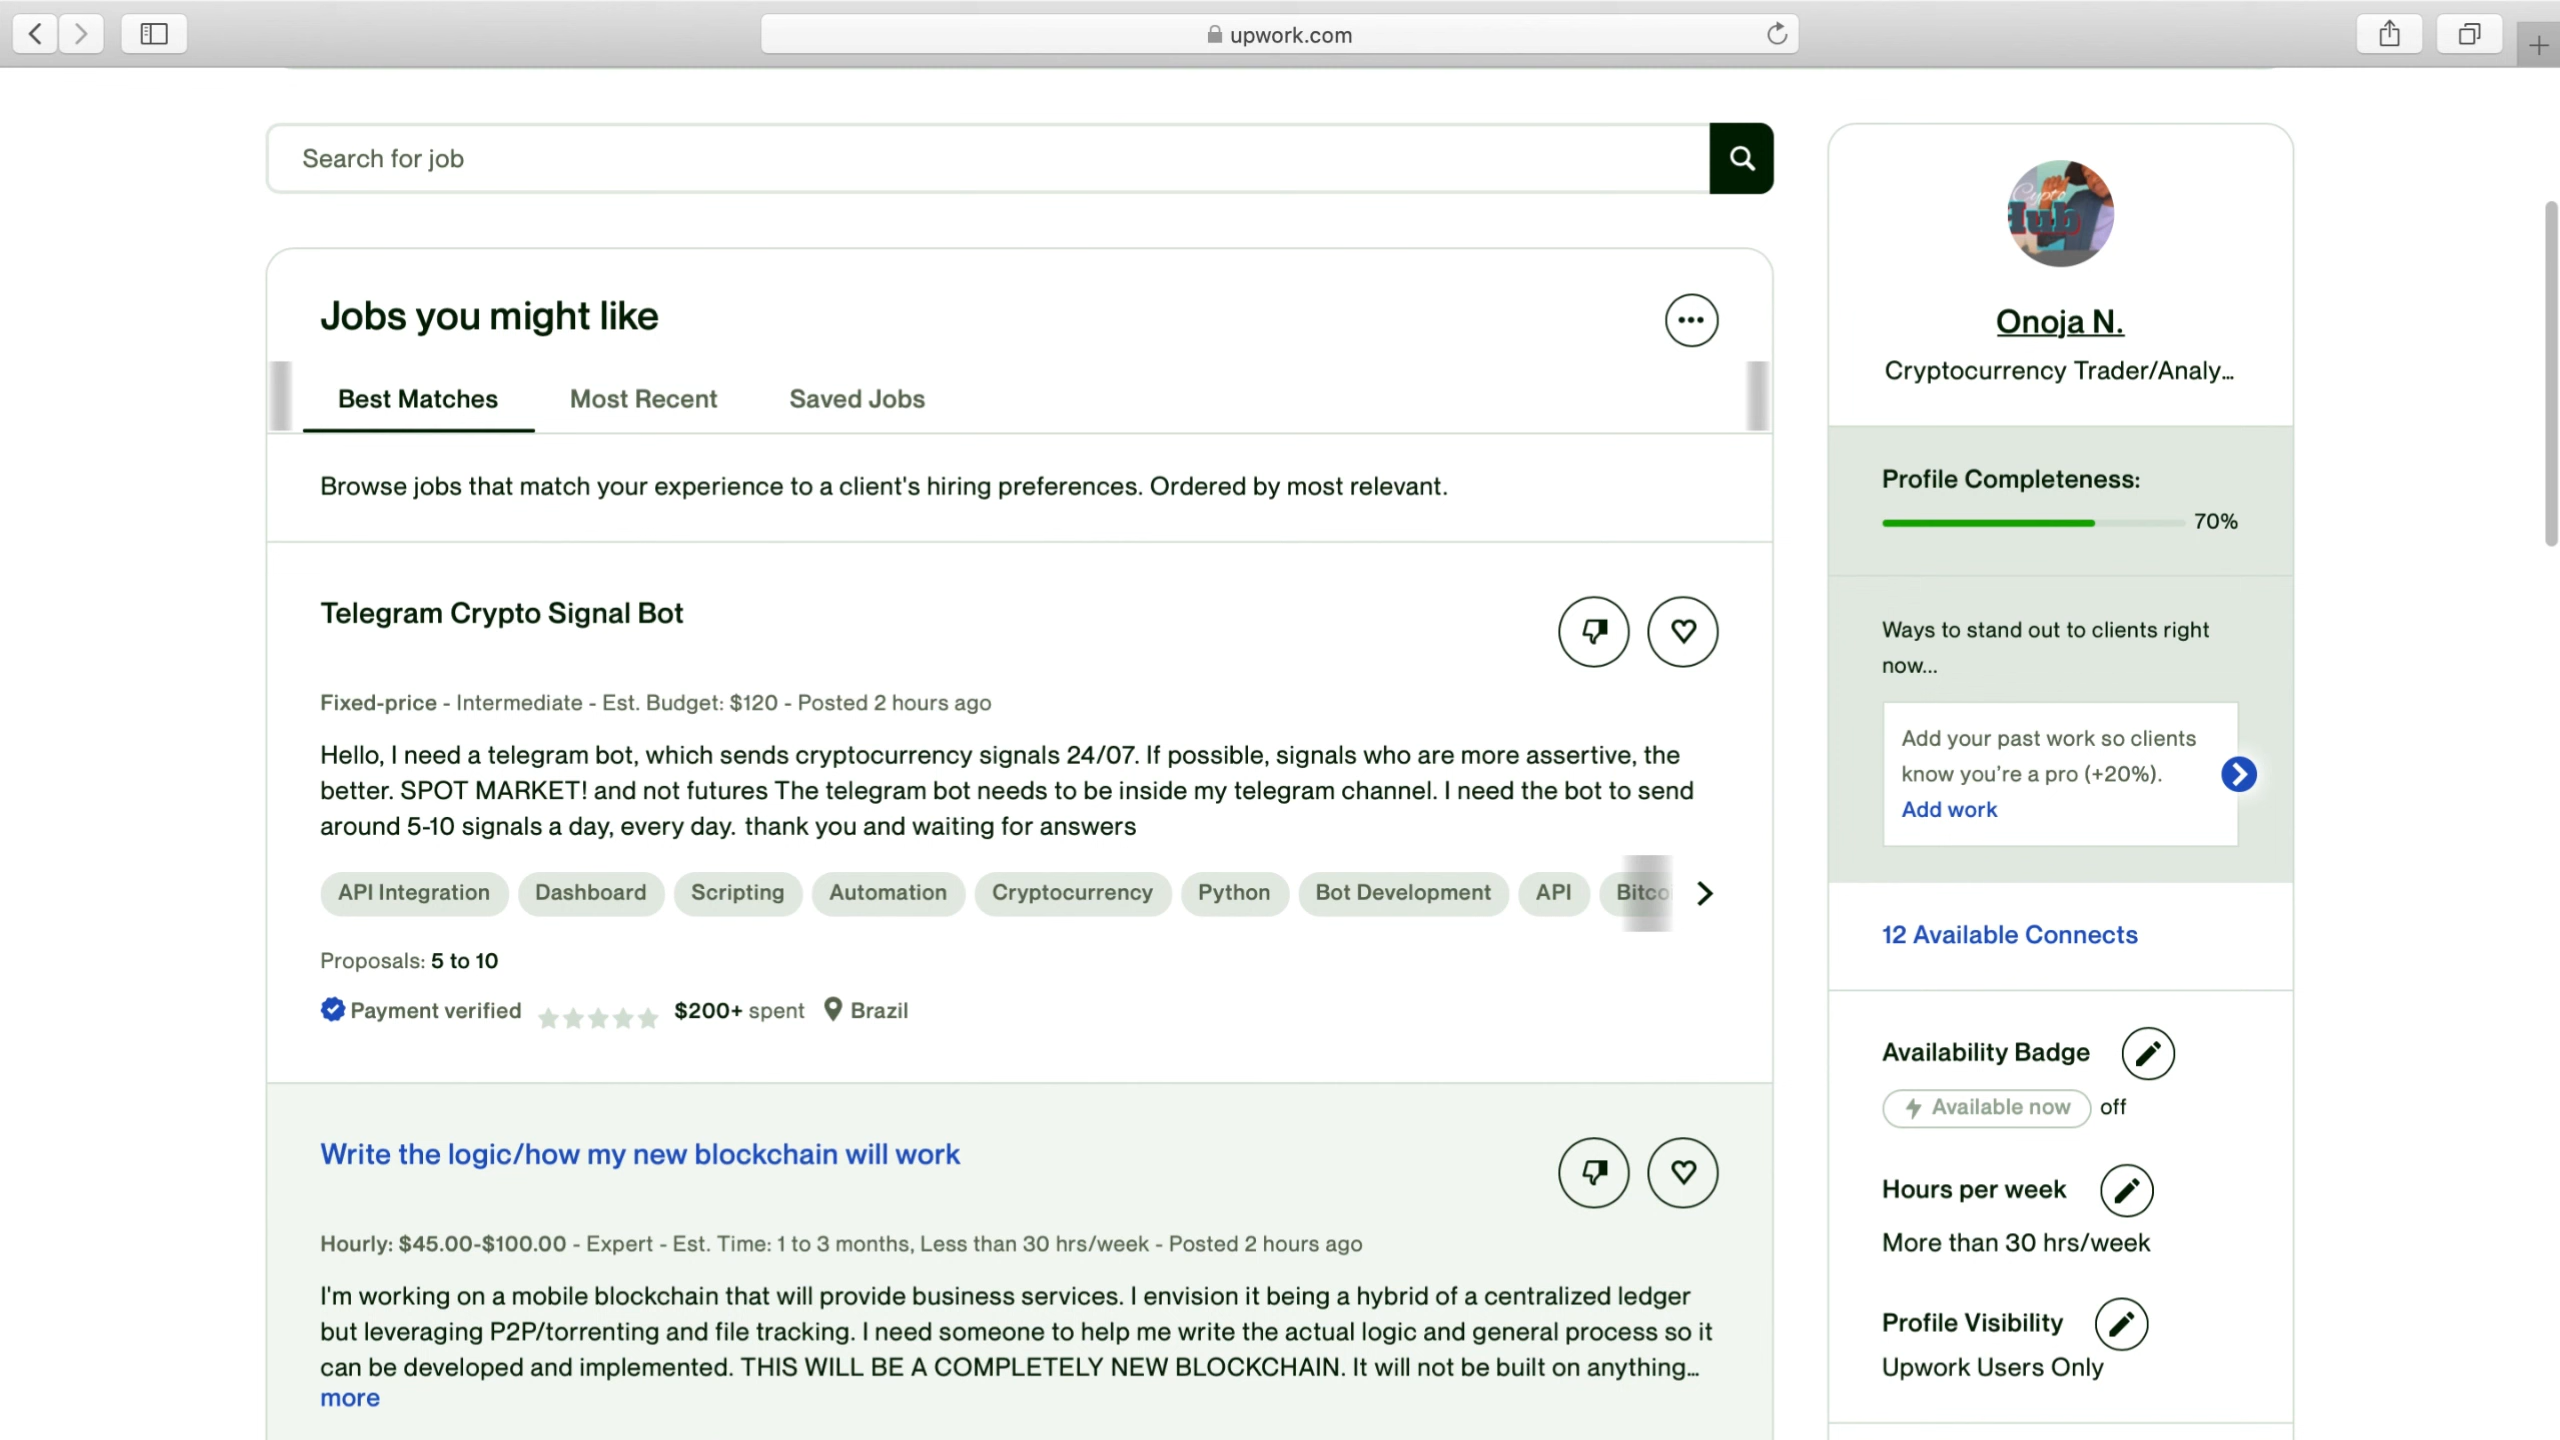 upwork.com
Search for job
Jobs you might like
Best Matches
Most Recent
Saved Jobs
Browse jobs that match your experience to a client's hiring preferences. Ordered by most relevant.
Telegram Crypto Signal Bot
Fixed-price - Intermediate - Est. Budget: $120 - Posted 2 hours ago
Hello, I need a telegram bot, which sends cryptocurrency signals 24/07. If possible, signals who are more assertive, the
better. SPOT MARKET! and not futures The telegram bot needs to be inside my telegram channel. I need the bot to send
around 5-10 signals a day, every day. thank you and waiting for answers
API Integration
Dashboard
Scripting
Automation
Cryptocurrency
Python
Bot Development
API
Bitco
Proposals: 5 to 10
Payment verified
$200+ spent
Brazil
Write the logic/how my new blockchain will work
Hourly: $45.00-$100.00 - Expert - Est. Time: 1 to 3 months, Less than 30 hrs/week - Posted 2 hours ago
I'm working on a mobile blockchain that will provide business services. I envision it being a hybrid of a centralized ledger
but leveraging P2P/torrenting and file tracking. I need someone to help me write the actual logic and general process so it
can be developed and implemented. THIS WILL BE A COMPLETELY NEW BLOCKCHAIN. It will not be built on anything...
more
Hub
Onoja N.
Cryptocurrency Trader/Analy...
Profile Completeness:
70%
Ways to stand out to clients right
now...
Add your past work so clients
know you're a pro (+20%).
Add work
12 Available Connects
Availability Badge
Available now
off
Hours per week
More than 30 hrs/week
Profile Visibility
Upwork Users Only